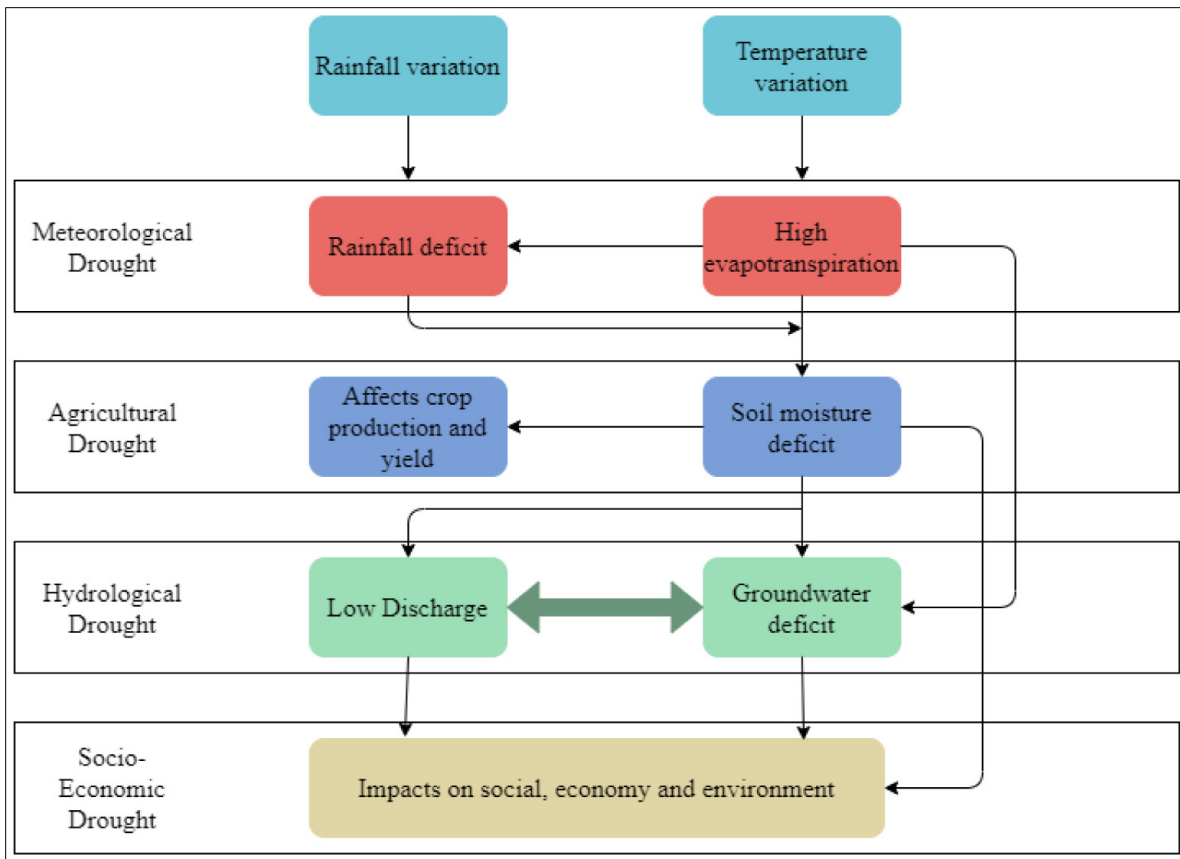 Rainfall variation
Temperature
variation
Meteorological
Drought
Rainfall deficit
High
evapotranspiration
Agricultural
Drought
Affects crop
production and
yield
Soil moisture
deficit
Hydrological
Drought
Low Discharge
Groundwater
deficit
Socio-
Economic
Drought
Impacts on social, economy and environment